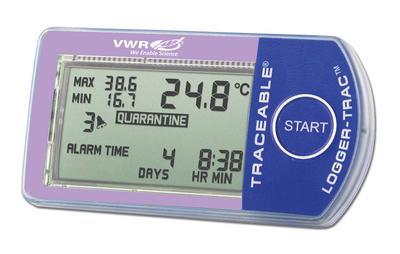 VWR
We Enable Science
MAX 38.6
MIN 16.7
24.8 °C
3
QUARANTINE
ALARM TIME
4 8:38
DAYS HR MIN
TRACEABLE®
START
LOGGER-TRAC™